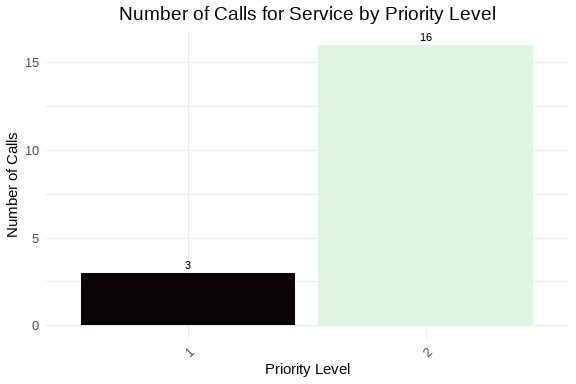 Number of Calls for Service by Priority Level
16
15
10
5
3
0
Number of Calls
1
2
Priority Level